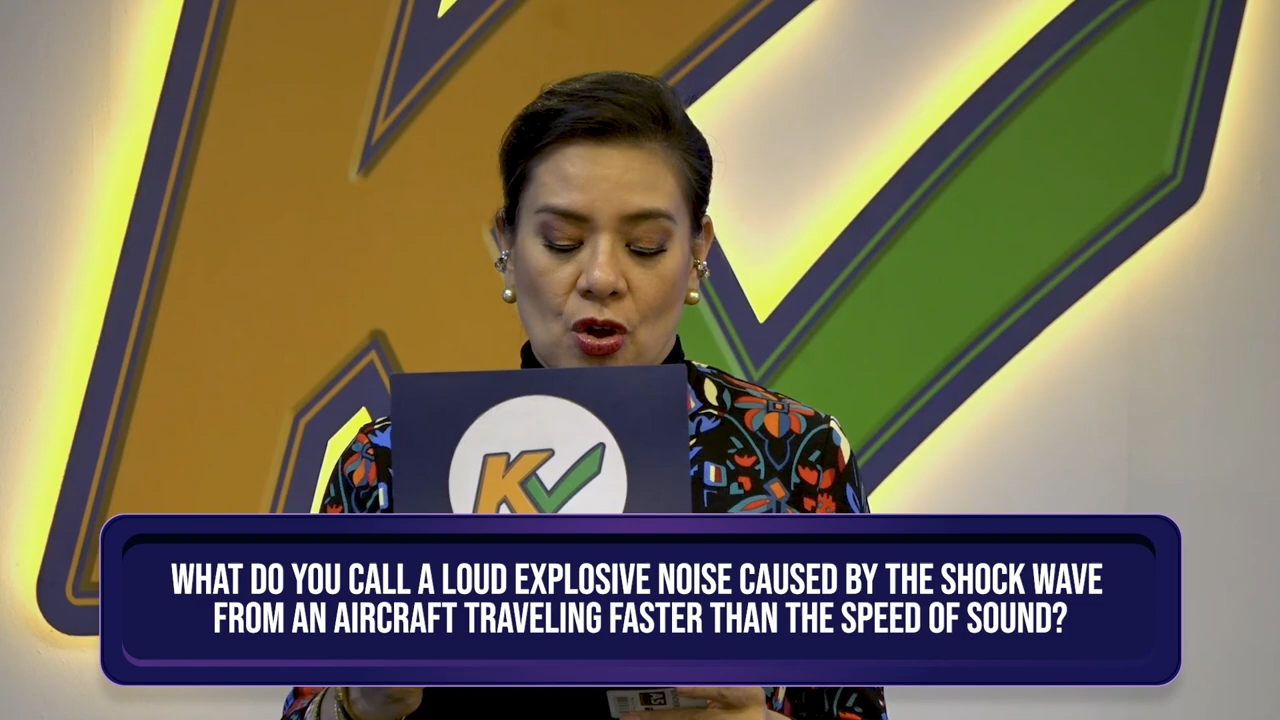 K
WHAT DO YOU CALL A LOUD EXPLOSIVE NOISE CAUSED BY THE SHOCK WAVE
FROM AN AIRCRAFT TRAVELING FASTER THAN THE SPEED OF SOUND?
A5